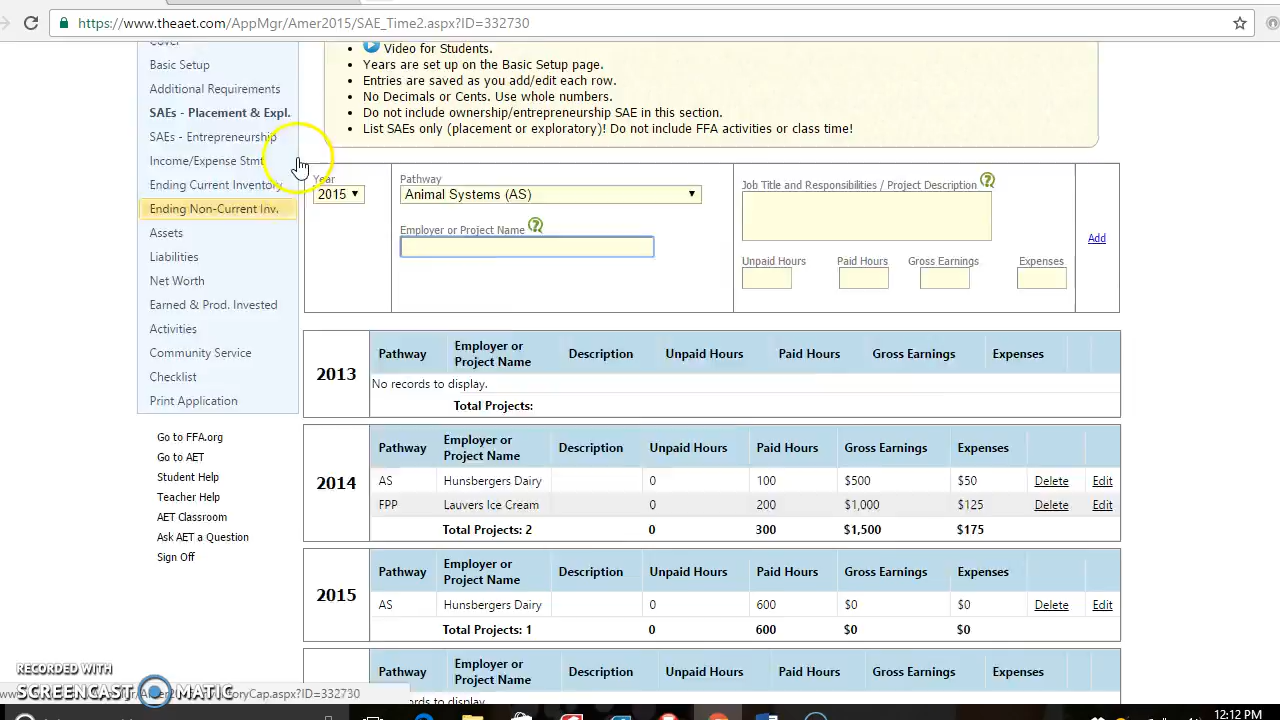 https://www.theaet.com/AppMgr/Amer2015/SAE_Time2.aspx?ID=332730
Cover
Basic Setup
Additional Requirements
SAEs - Placement & Expl.
SAEs - Entrepreneurship
Income/Expense Stmt
Ending Current Inventory
Ending Non-Current Inv.
Assets
Liabilities
Net Worth
Earned & Prod. Invested
Activities
Community Service
Checklist
Print Application
Go to FFA.org
Go to AET
Student Help
Teacher Help
AET Classroom
Ask AET a Question
Sign Off
Video for Students.
Years are set up on the Basic Setup page.
Entries are saved as you add/edit each row.
No Decimals or Cents. Use whole numbers.
Do not include ownership/entrepreneurship SAE in this section.
List SAEs only (placement or exploratory)! Do not include FFA activities or class time!
Year
2015
Pathway
Animal Systems (AS)
Employer or Project Name
Job Title and Responsibilities / Project Description
Unpaid Hours Paid Hours Gross Earnings Expenses
Add
2013
Pathway Employer or Project Name Description Unpaid Hours Paid Hours Gross Earnings Expenses
No records to display.
Total Projects:
2014
Pathway Employer or Project Name Description Unpaid Hours Paid Hours Gross Earnings Expenses
AS Hunsbergers Dairy 0 100 $500 $50 Delete Edit
FPP Lauvers Ice Cream 0 200 $1,000 $125 Delete Edit
Total Projects: 2 0 300 $1,500 $175
2015
Pathway Employer or Project Name Description Unpaid Hours Paid Hours Gross Earnings Expenses
AS Hunsbergers Dairy 0 600 $0 $0 Delete Edit
Total Projects: 1 0 600 $0 $0
Pathway Employer or Project Name Description Unpaid Hours Paid Hours Gross Earnings Expenses
No records to display.
RECORDED WITH
SCREENCAST MATIC
12:12 PM